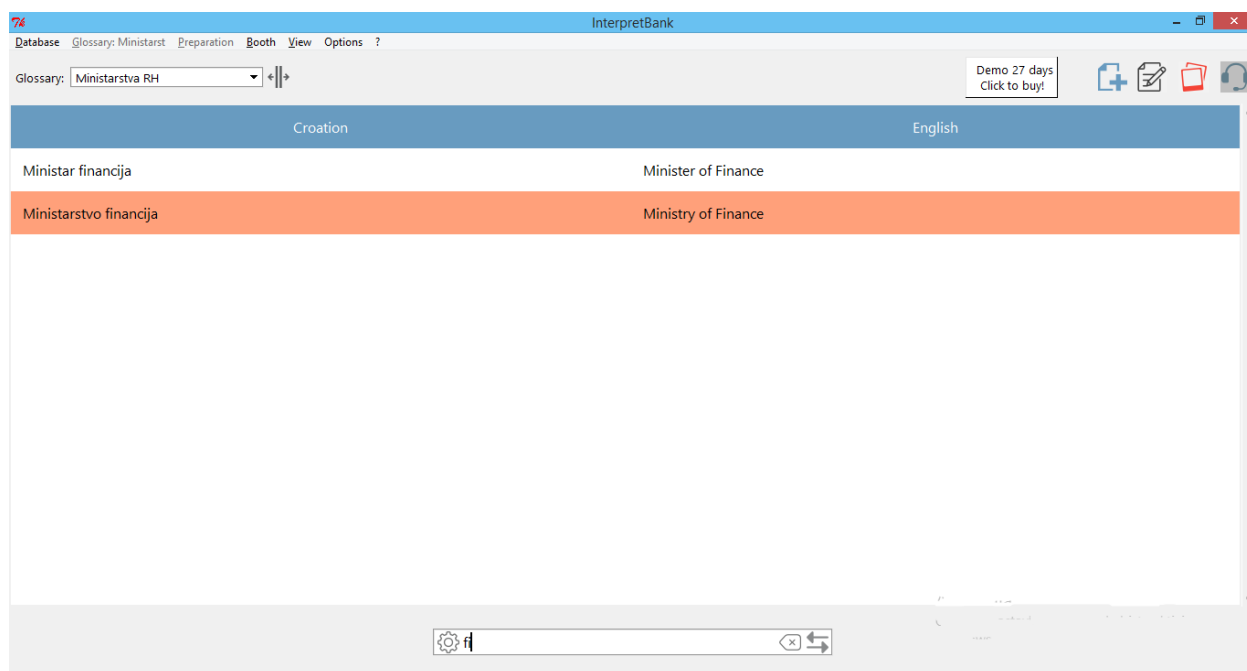 InterpretBank
Database Glossary: Ministarst Preparation Booth View Options ?
Glossary: Ministarstva RH
Demo 27 days
Click to buy!
Croation English
Ministar financija Minister of Finance
Ministarstvo financija Ministry of Finance
fi